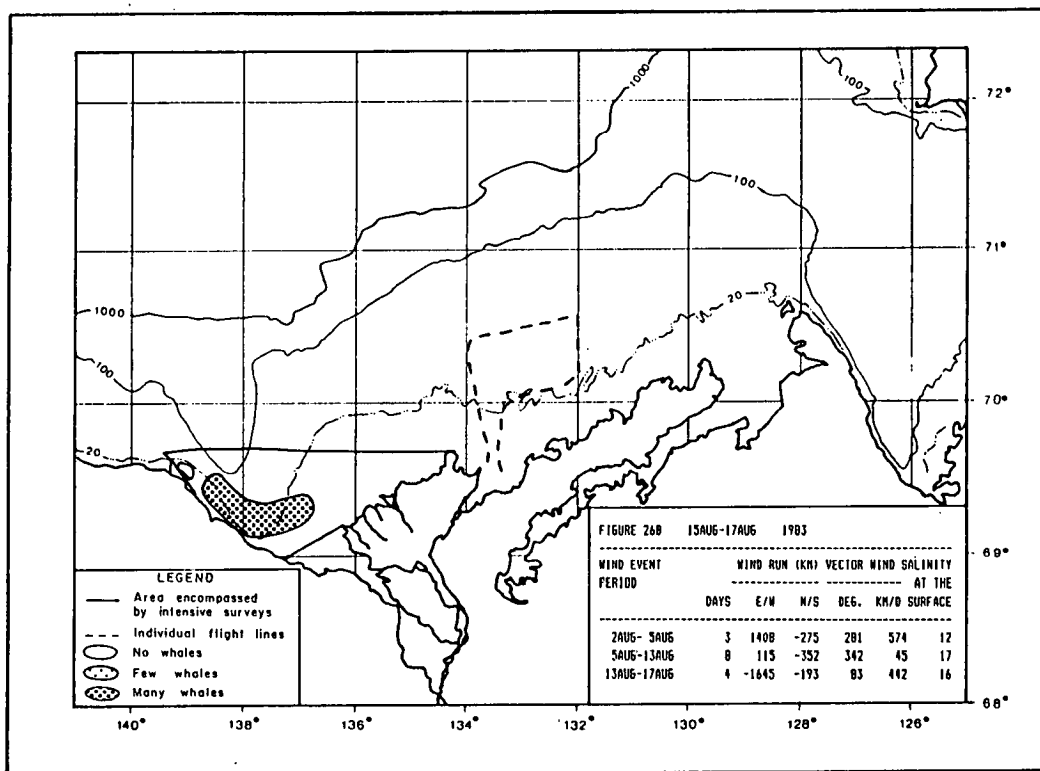 1000
100
72°
100
71°
1000
20
100
70°
20
FIGURE 26B 15AUG-17AUG 1983
WIND EVENT WIND RUN (KM) VECTOR WIND SALINITY
PERIOD AT THE
DAYS E/W N/S DEG. KM/D SURFACE
2AUG- 5AUG 3 1408 -275 281 574 12
5AUG-13AUG 8 115 -352 342 45 17
13AUG-17AUG 4 -1645 -193 83 442 16
69°
LEGEND
Area encompassed
by intensive surveys
Individual flight lines
No whales
Few whales
Many whales
68°
140° 138° 136° 134° 132° 130° 128° 126°